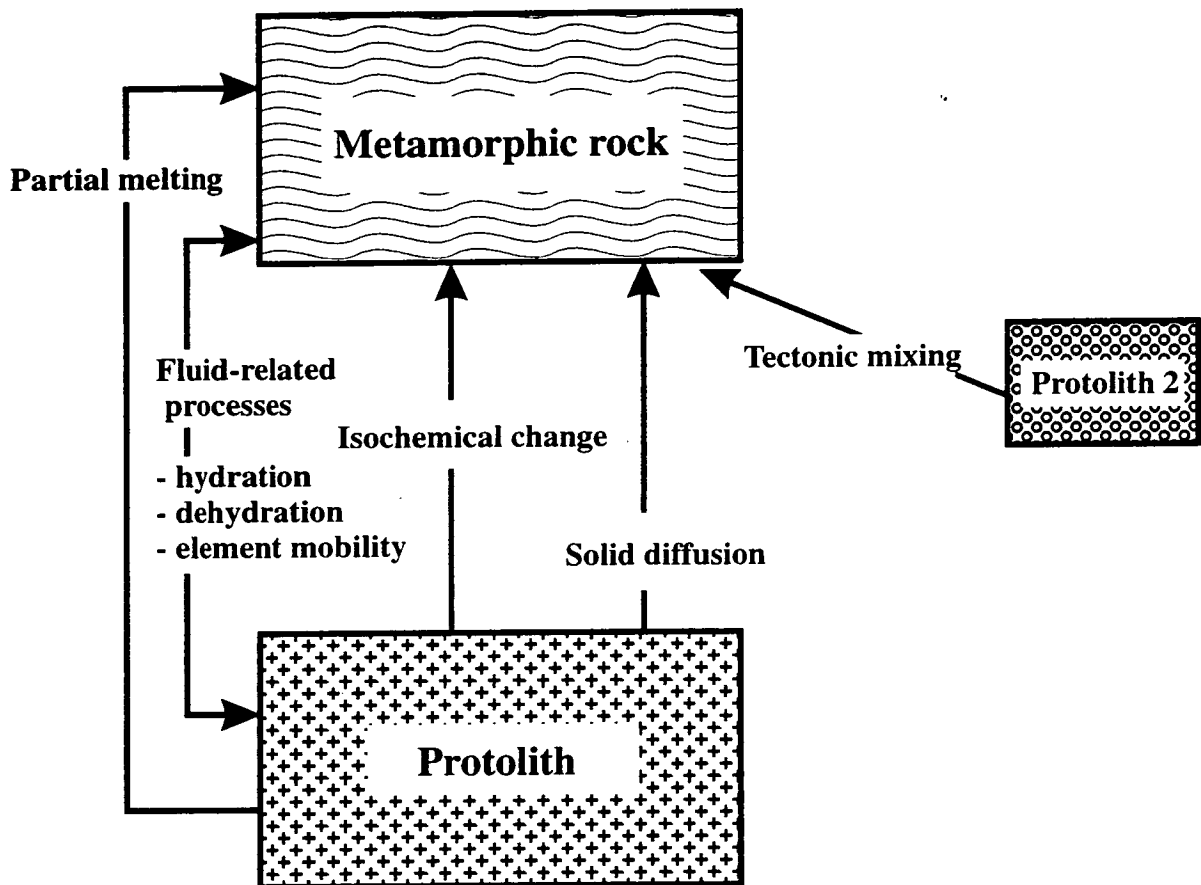 Metamorphic rock
Partial melting
Fluid-related
processes
- hydration
- dehydration
- element mobility
Isochemical change
Solid diffusion
Tectonic mixing
Protolith 2
Protolith